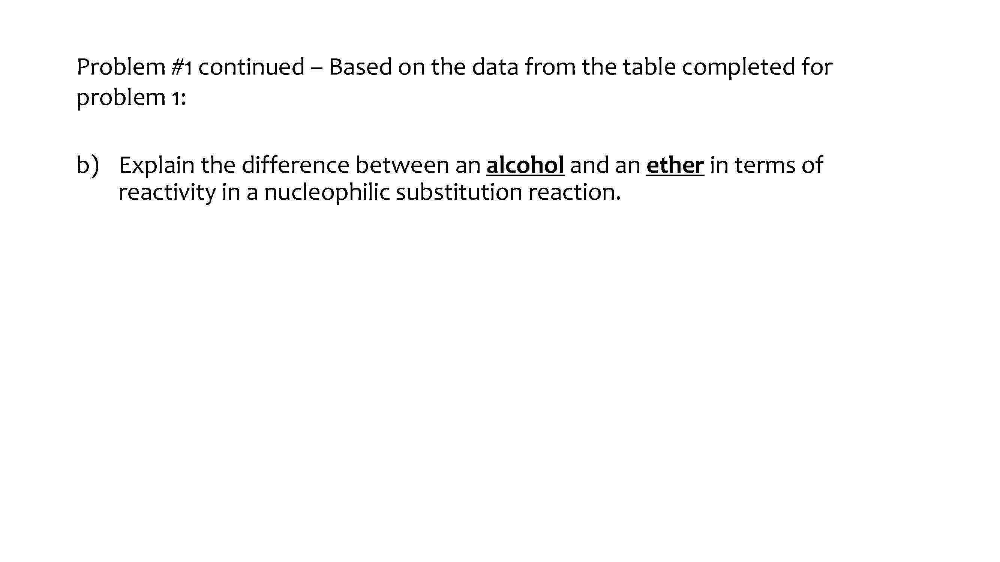 Problem #1 continued – Based on the data from the table completed for
problem 1:
b) Explain the difference between an alcohol and an ether in terms of
reactivity in a nucleophilic substitution reaction.